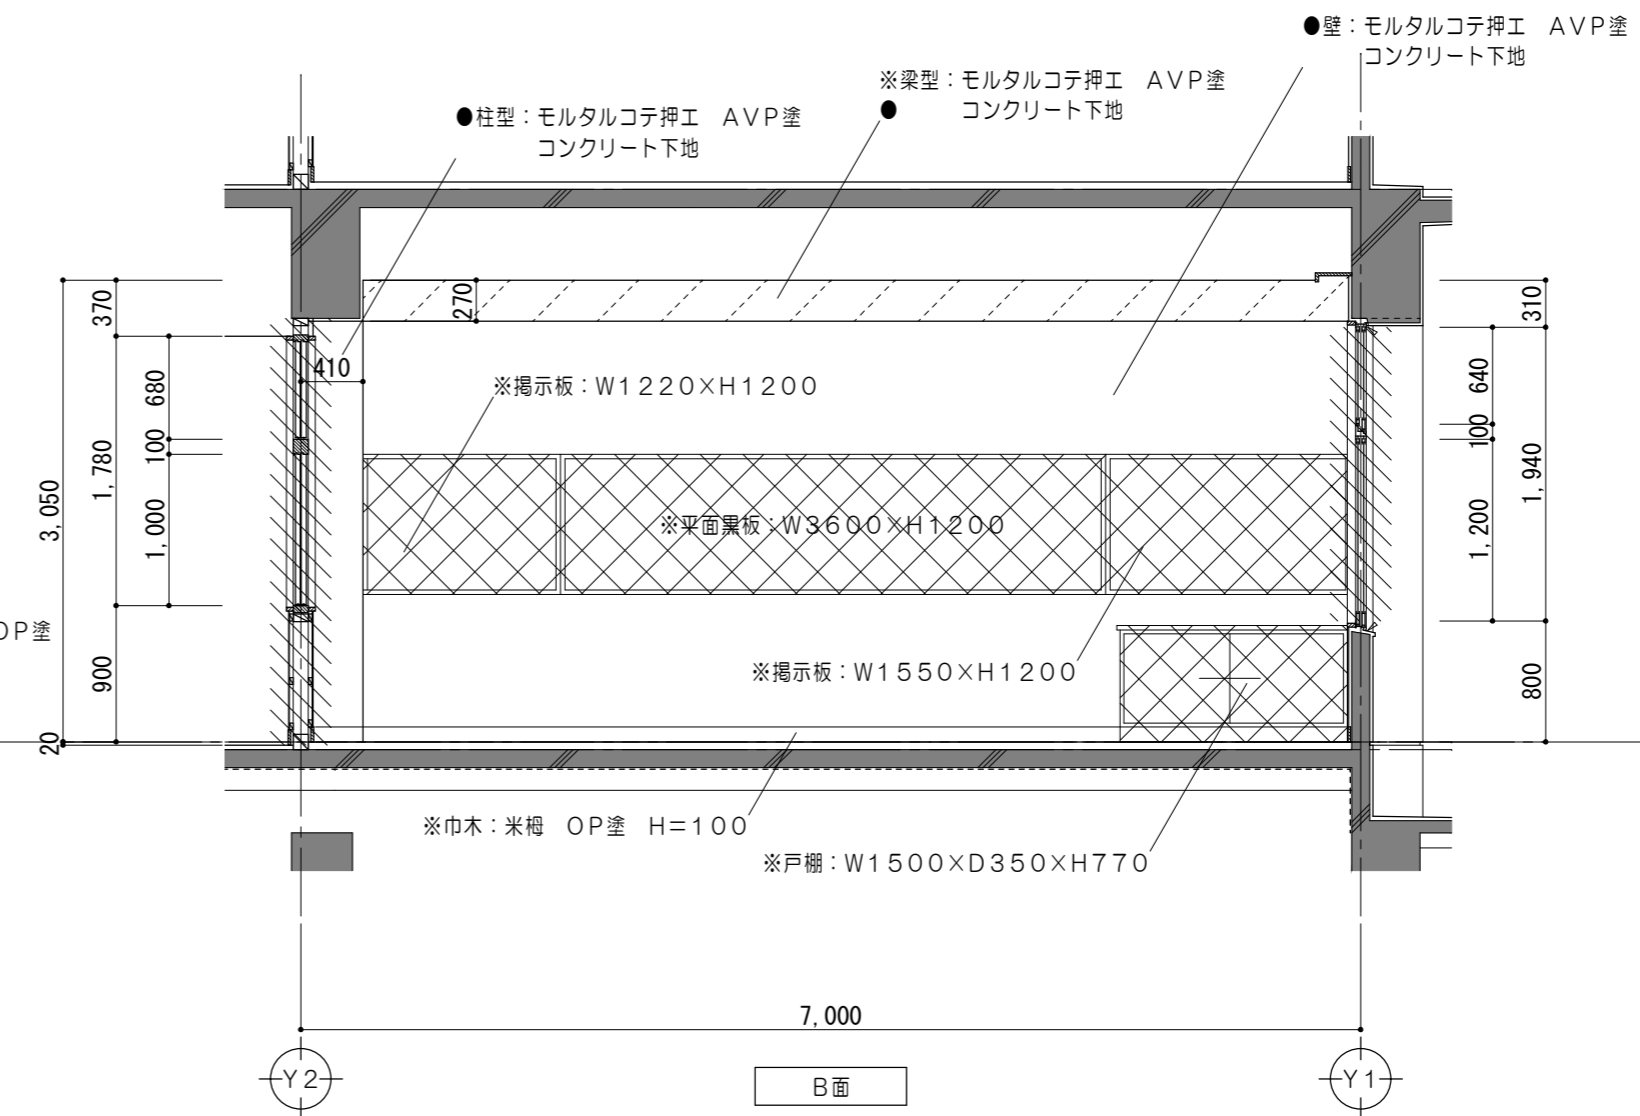 ●壁：モルタルコテ押エ　ＡＶＰ塗
コンクリート下地
※梁型：モルタルコテ押エ　ＡＶＰ塗
●　コンクリート下地
●柱型：モルタルコテ押エ　ＡＶＰ塗
コンクリート下地
370
270
310
410
680
640
※掲示板：Ｗ１２２０×Ｈ１２００
100
100
1,780
1,940
3,050
1,000
1,200
※平面黒板：Ｗ３６００×Ｈ１２００
ＯＰ塗
900
※掲示板：Ｗ１５５０×Ｈ１２００
800
20
※巾木：米栂　ＯＰ塗　Ｈ＝１００
※戸棚：Ｗ１５００×Ｄ３５０×Ｈ７７０
7,000
Ｙ２
Ｂ面
Ｙ１